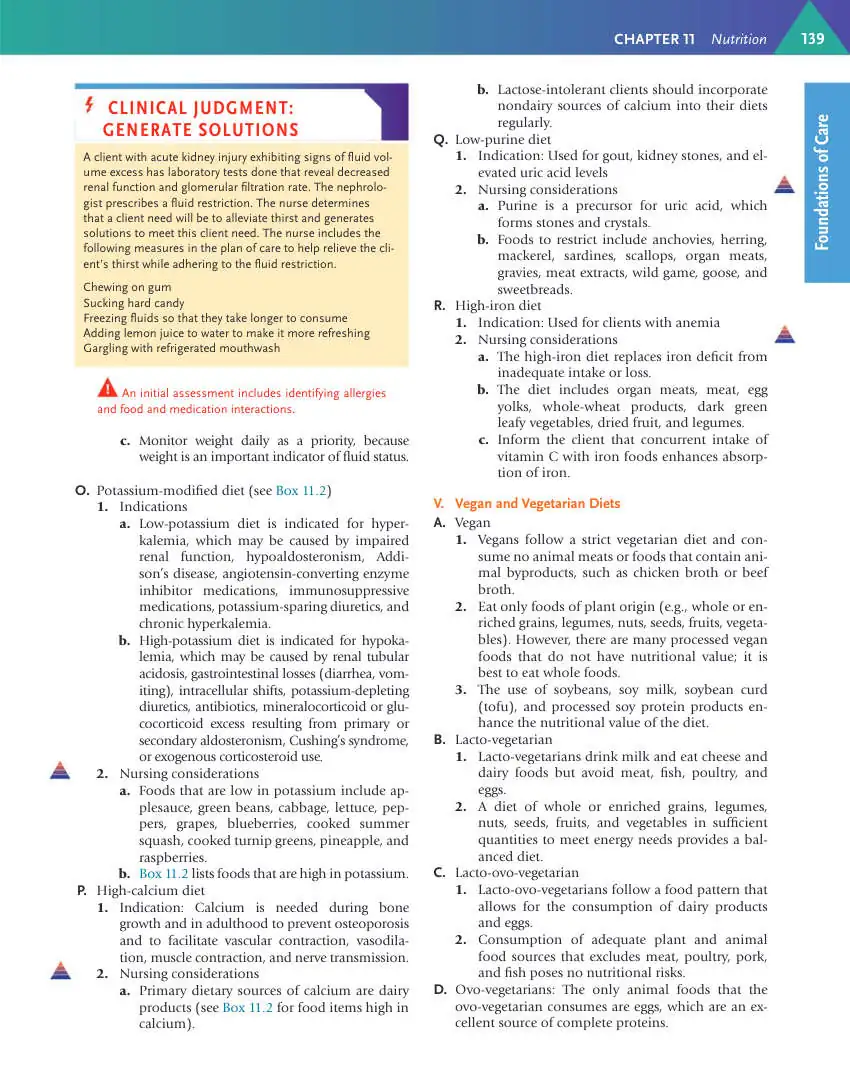 CHAPTER 11 Nutrition 139
CLINICAL JUDGMENT:
GENERATE SOLUTIONS
A client with acute kidney injury exhibiting signs of fluid vol-
ume excess has laboratory tests done that reveal decreased
renal function and glomerular filtration rate. The nephrolo-
gist prescribes a fluid restriction. The nurse determines
that a client need will be to alleviate thirst and generates
solutions to meet this client need. The nurse includes the
following measures in the plan of care to help relieve the cli-
ent's thirst while adhering to the fluid restriction.
Chewing on gum
Sucking hard candy
Freezing fluids so that they take longer to consume
Adding lemon juice to water to make it more refreshing
Gargling with refrigerated mouthwash
An initial assessment includes identifying allergies
and food and medication interactions.
c. Monitor weight daily as a priority, because
weight is an important indicator of fluid status.
O. Potassium-modified diet (see Box 11.2)
1. Indications
a. Low-potassium diet is indicated for hyper-
kalemia, which may be caused by impaired
renal function, hypoaldosteronism, Addi-
son's disease, angiotensin-converting enzyme
inhibitor medications, immunosuppressive
medications, potassium-sparing diuretics, and
chronic hyperkalemia.
b. High-potassium diet is indicated for hypoka-
lemia, which may be caused by renal tubular
acidosis, gastrointestinal losses (diarrhea, vom-
iting), intracellular shifts, potassium-depleting
diuretics, antibiotics, mineralocorticoid or glu-
cocorticoid excess resulting from primary or
secondary aldosteronism, Cushing's syndrome,
or exogenous corticosteroid use.
2. Nursing considerations
a. Foods that are low in potassium include ap-
plesauce, green beans, cabbage, lettuce, pep-
pers, grapes, blueberries, cooked summer
squash, cooked turnip greens, pineapple, and
raspberries.
b. Box 11.2 lists foods that are high in potassium.
P. High-calcium diet
1. Indication: Calcium is needed during bone
growth and in adulthood to prevent osteoporosis
and to facilitate vascular contraction, vasodila-
tion, muscle contraction, and nerve transmission.
2. Nursing considerations
a. Primary dietary sources of calcium are dairy
products (see Box 11.2 for food items high in
calcium).
b. Lactose-intolerant clients should incorporate
nondairy sources of calcium into their diets
regularly.
Q. Low-purine diet
1. Indication: Used for gout, kidney stones, and el-
evated uric acid levels
2. Nursing considerations
a. Purine is a precursor for uric acid, which
forms stones and crystals.
b. Foods to restrict include anchovies, herring,
mackerel, sardines, scallops, organ meats,
gravies, meat extracts, wild game, goose, and
sweetbreads.
R. High-iron diet
1. Indication: Used for clients with anemia
2. Nursing considerations
a. The high-iron diet replaces iron deficit from
inadequate intake or loss.
b. The diet includes organ meats, meat, egg
yolks, whole-wheat products, dark green
leafy vegetables, dried fruit, and legumes.
c. Inform the client that concurrent intake of
vitamin C with iron foods enhances absorp-
tion of iron.
V. Vegan and Vegetarian Diets
A. Vegan
1. Vegans follow a strict vegetarian diet and con-
sume no animal meats or foods that contain ani-
mal byproducts, such as chicken broth or beef
broth.
2. Eat only foods of plant origin (e.g., whole or en-
riched grains, legumes, nuts, seeds, fruits, vegeta-
bles). However, there are many processed vegan
foods that do not have nutritional value; it is
best to eat whole foods.
3. The use of soybeans, soy milk, soybean curd
(tofu), and processed soy protein products en-
hance the nutritional value of the diet.
B. Lacto-vegetarian
1. Lacto-vegetarians drink milk and eat cheese and
dairy foods but avoid meat, fish, poultry, and
eggs.
2. A diet of whole or enriched grains, legumes,
nuts, seeds, fruits, and vegetables in sufficient
quantities to meet energy needs provides a bal-
anced diet.
C. Lacto-ovo-vegetarian
1. Lacto-ovo-vegetarians follow a food pattern that
allows for the consumption of dairy products
and eggs.
2. Consumption of adequate plant and animal
food sources that excludes meat, poultry, pork,
and fish poses no nutritional risks.
D. Ovo-vegetarians: The only animal foods that the
ovo-vegetarian consumes are eggs, which are an ex-
cellent source of complete proteins.
Foundations of Care